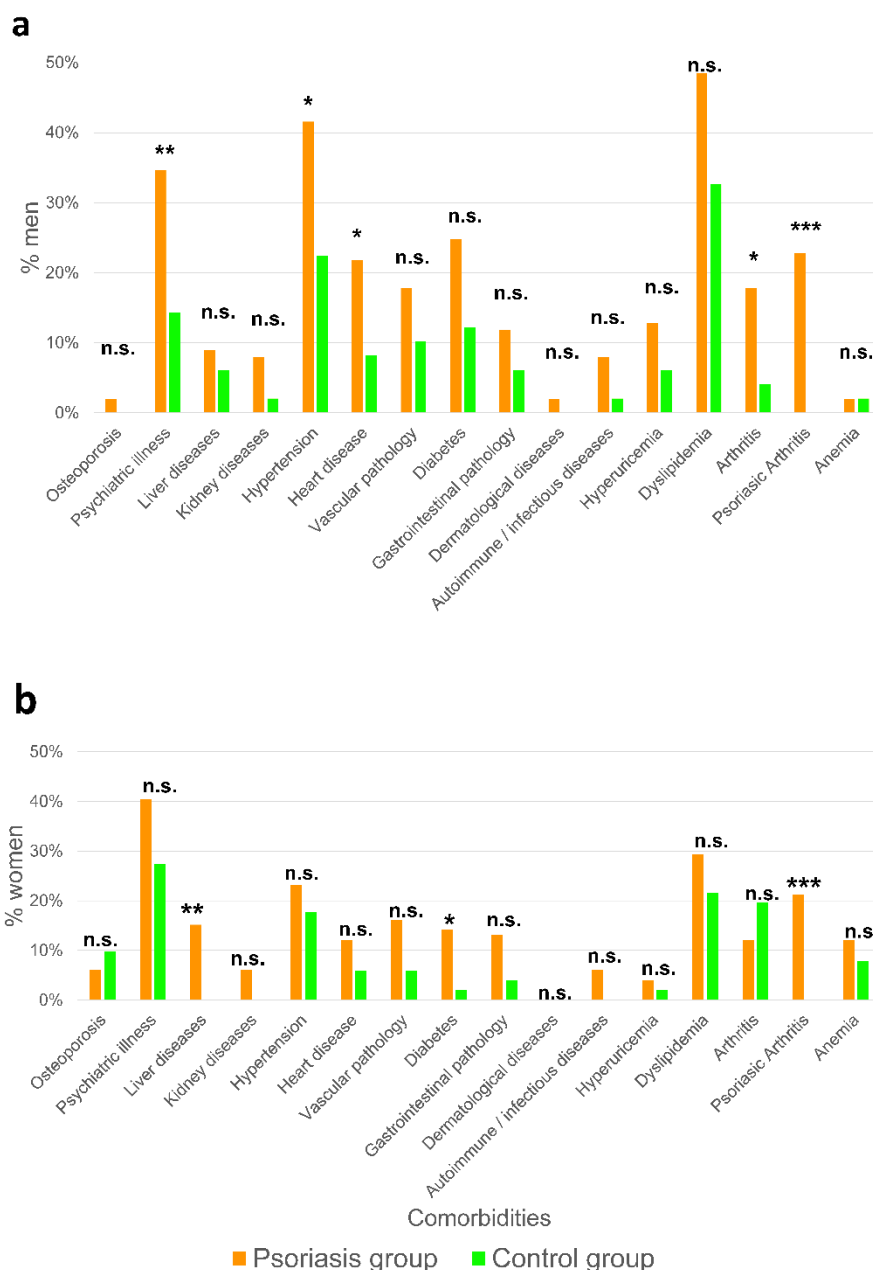 a
50%
40%
30%
20%
10%
0%
% men
n.s.
**
n.s.
n.s.
*
*
n.s.
n.s.
n.s.
n.s.
n.s.
n.s.
n.s.
*
***
n.s.
Osteoporosis
Psychiatric illness
Liver diseases
Kidney diseases
Hypertension
Heart disease
Vascular pathology
Diabetes
Gastrointestinal pathology
Dermatological diseases
Autoimmune / infectious diseases
Hyperuricemia
Dyslipidemia
Arthritis
Psoriasic Arthritis
Anemia
b
50%
40%
30%
20%
10%
0%
% women
n.s.
n.s.
**
n.s.
n.s.
n.s.
n.s.
*
n.s.
n.s.
n.s.
n.s.
n.s.
n.s.
***
n.s
Osteoporosis
Psychiatric illness
Liver diseases
Kidney diseases
Hypertension
Heart disease
Vascular pathology
Diabetes
Gastrointestinal pathology
Dermatological diseases
Autoimmune / infectious diseases
Hyperuricemia
Dyslipidemia
Arthritis
Psoriasic Arthritis
Anemia
Comorbidities
Psoriasis group Control group